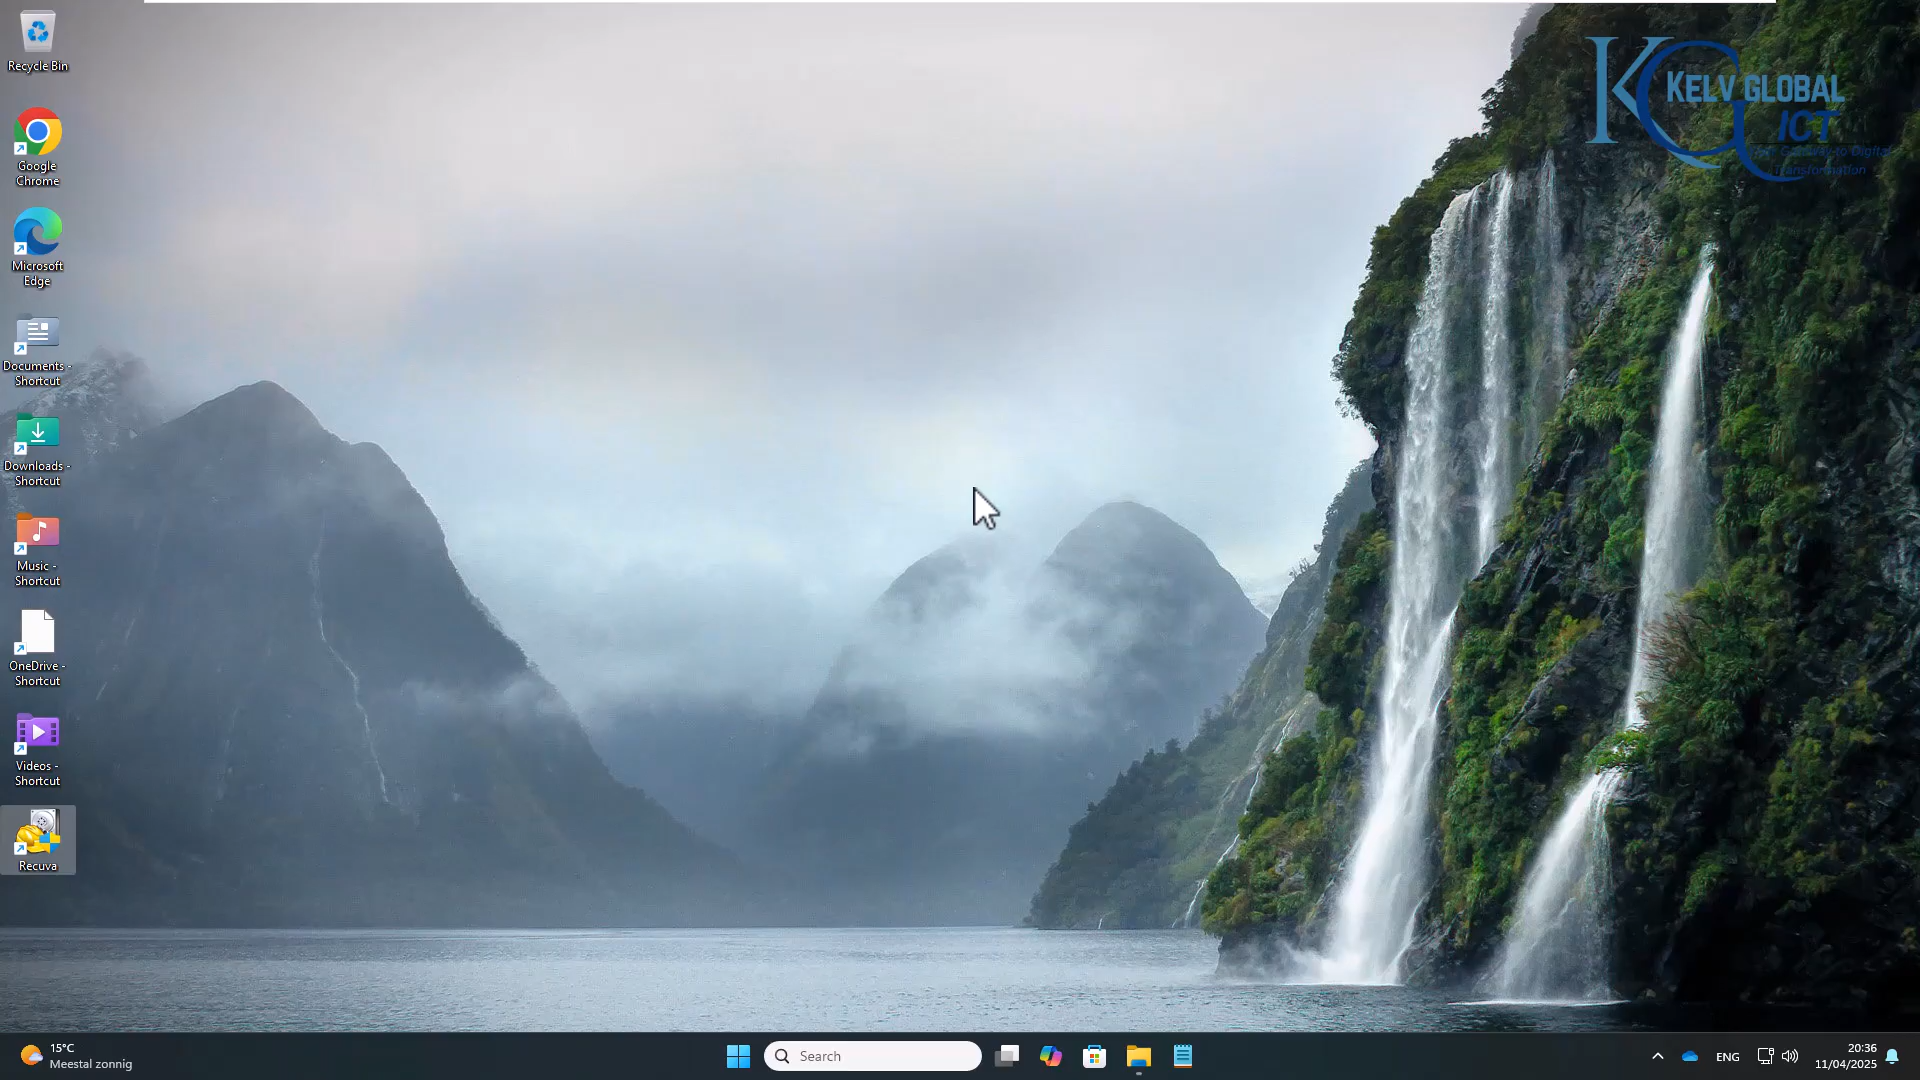 Recycle Bin
KELV GLOBAL
ICT
Transformation
Google
Chrome
Microsoft
Edge
Documents -
Shortcut
Downloads -
Shortcut
Music -
Shortcut
OneDrive -
Shortcut
Videos -
Shortcut
Recuva
15°C
Meestal zonnig
Search
ENG
20:36
11/04/2025